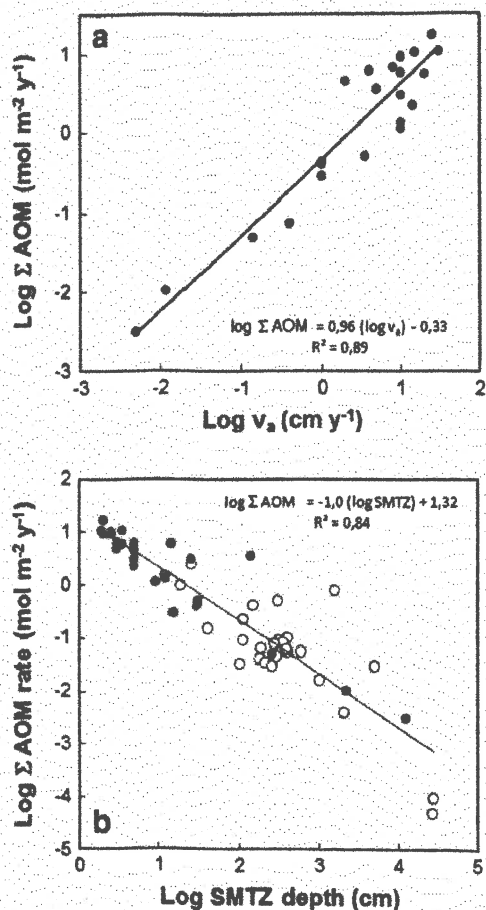 a
Log Σ AOM (mol m-2 y-1)
1
0
-1
-2
-3
log Σ AOM = 0,96 (log va) - 0,33
R² = 0,89
-3
-2
-1
0
1
2
Log va (cm y-1)
2
1
0
-1
-2
-3
-4
-5
log Σ AOM = -1,0 (log SMTZ) + 1,32
R² = 0,84
Log Σ AOM rate (mol m-2 y-1)
b
0
1
2
3
4
5
Log SMTZ depth (cm)